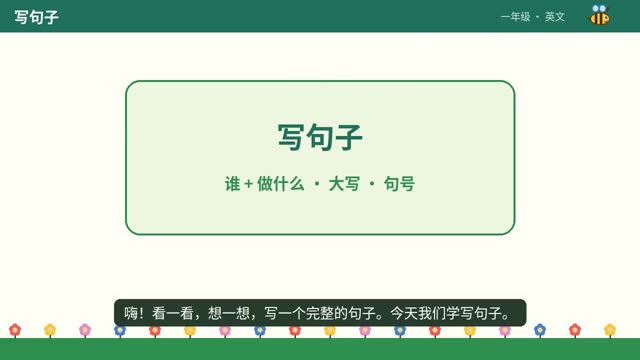 写句子
一年级 · 英文
写句子
谁 + 做什么 · 大写 · 句号
嗨！看一看，想一想，写一个完整的句子。今天我们学写句子。